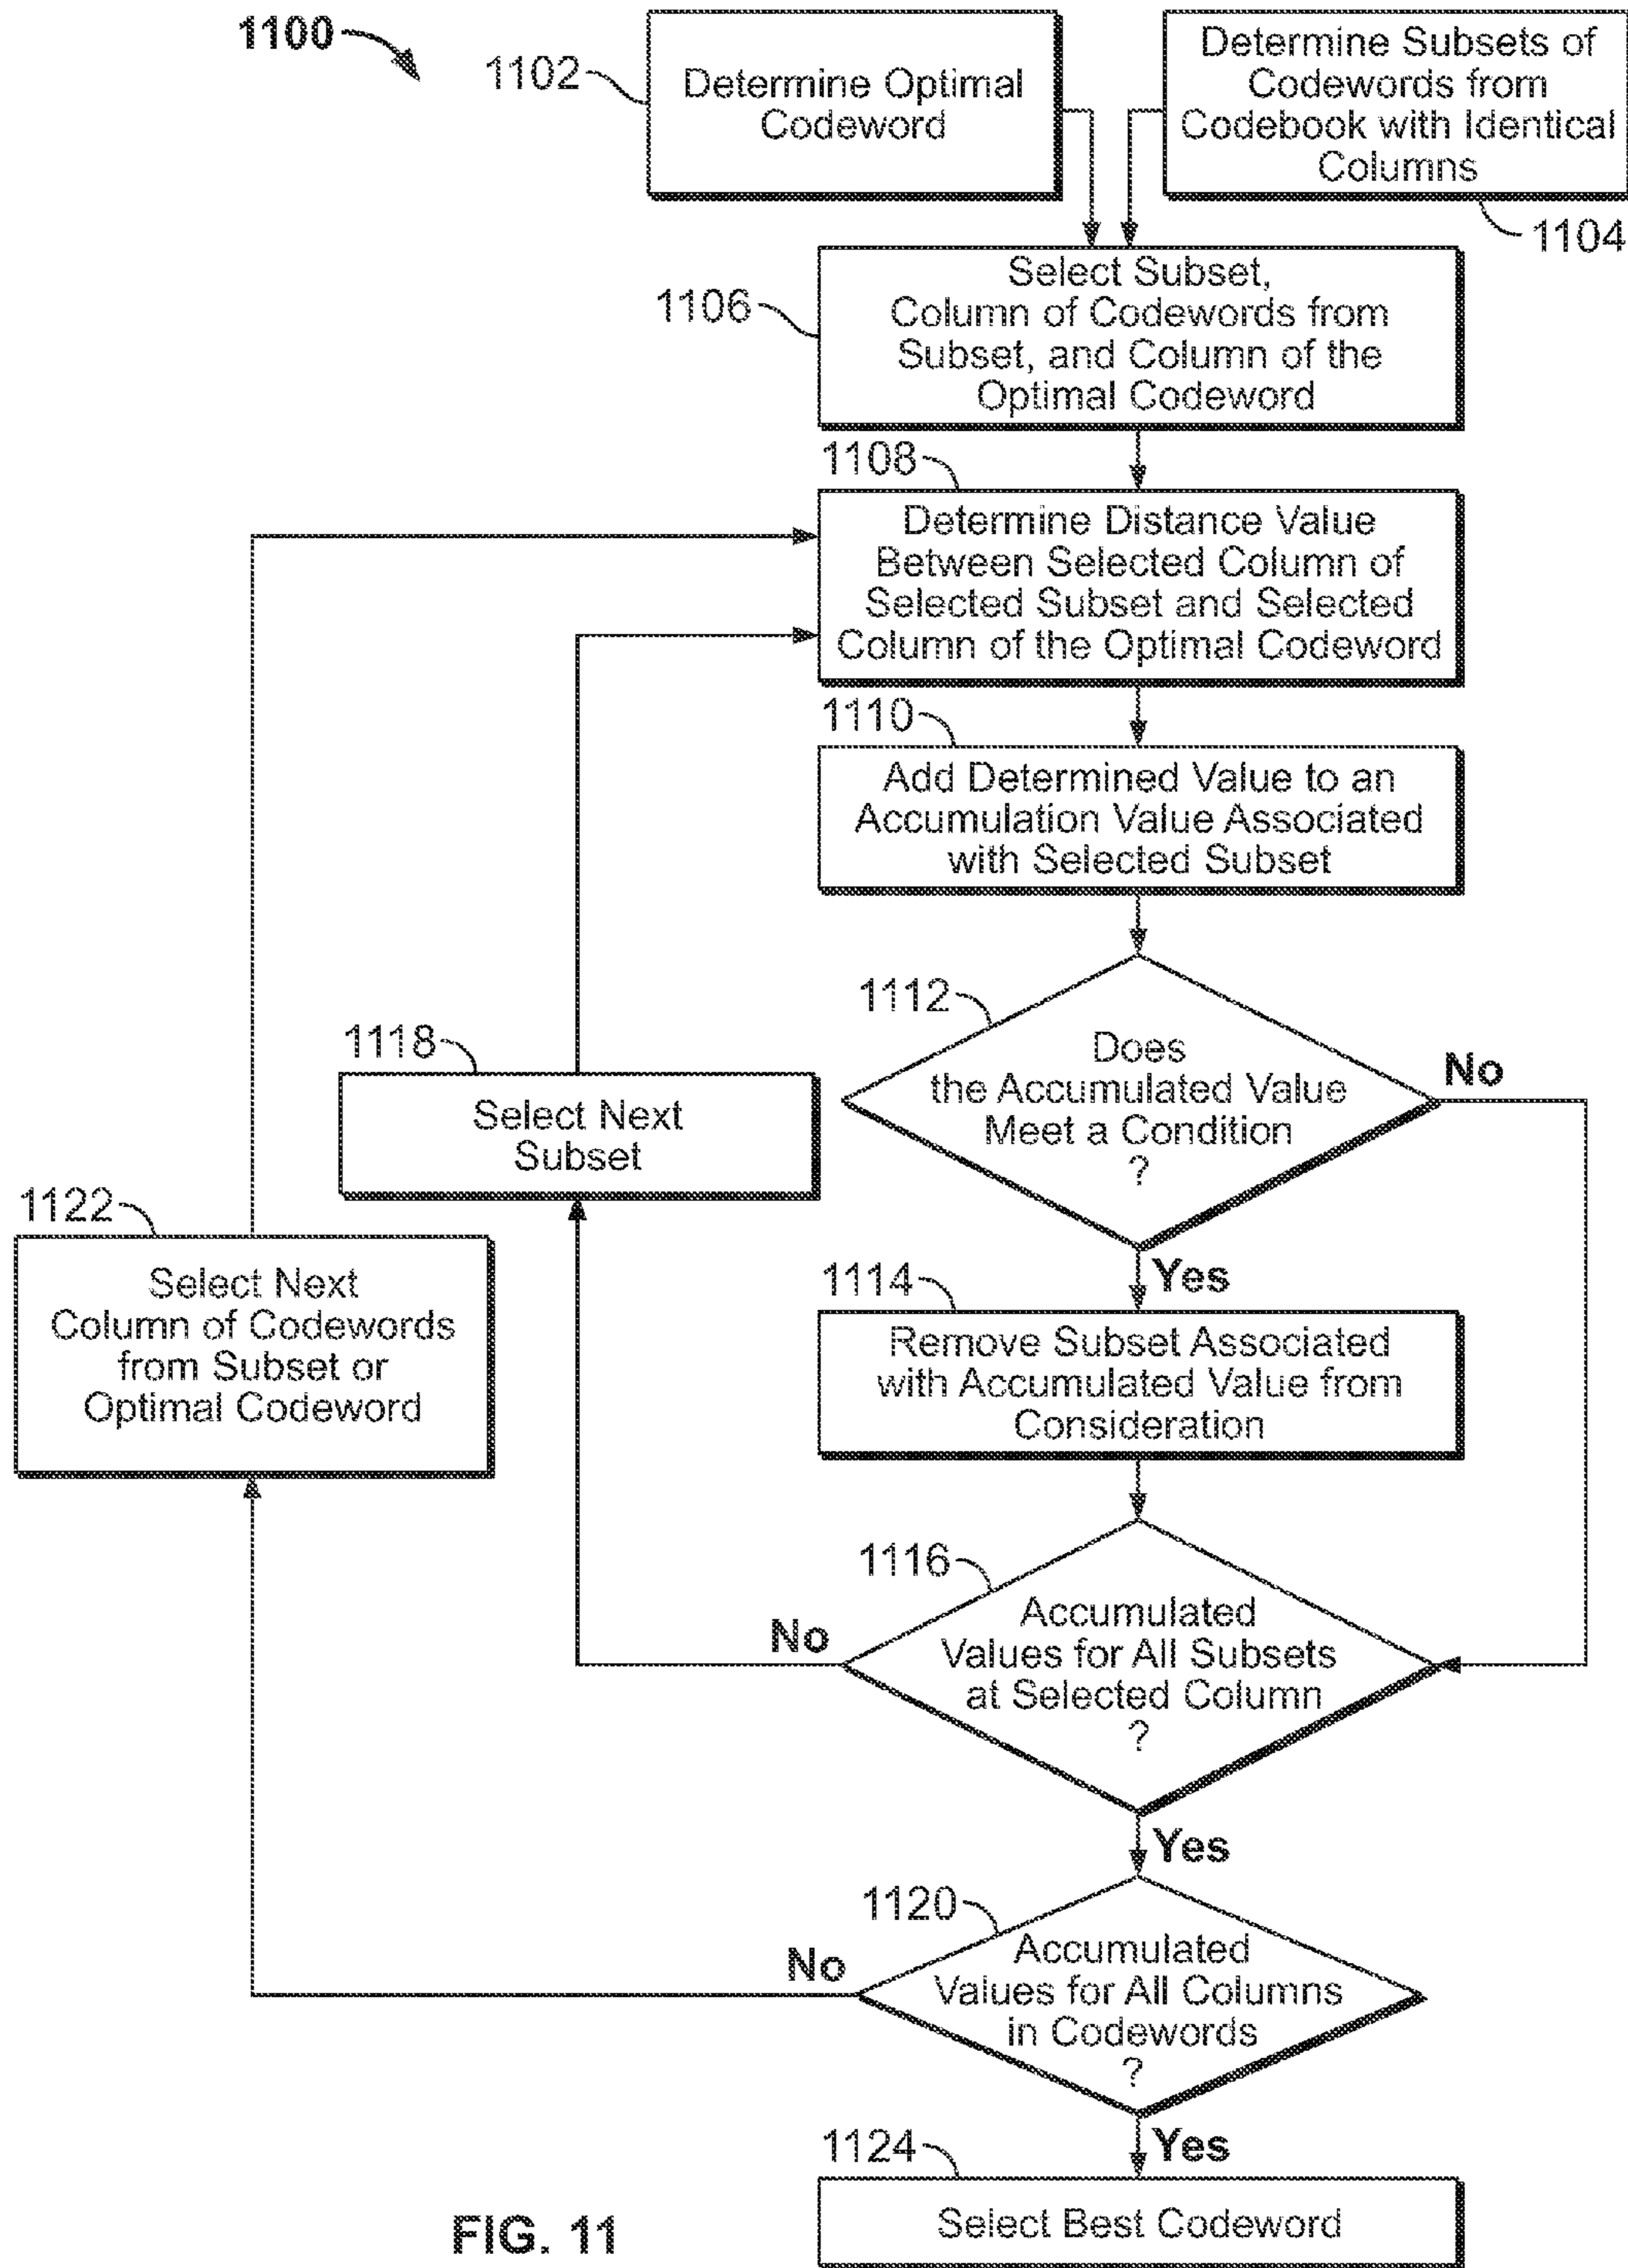 1100
1102
Determine Optimal
Codeword
Determine Subsets of
Codewords from
Codebook with Identical
Columns
1104
1106
Select Subset,
Column of Codewords from
Subset, and Column of the
Optimal Codeword
1108
Determine Distance Value
Between Selected Column of
Selected Subset and Selected
Column of the Optimal Codeword
1110
Add Determined Value to an
Accumulation Value Associated
with Selected Subset
1112
Does
the Accumulated Value
Meet a Condition
?
No
Yes
1118
Select Next
Subset
1114
Remove Subset Associated
with Accumulated Value from
Consideration
1122
Select Next
Column of Codewords
from Subset or
Optimal Codeword
1116
Accumulated
Values for All Subsets
at Selected Column
?
No
Yes
1120
Accumulated
Values for All Columns
in Codewords
?
No
Yes
1124
Select Best Codeword
FIG. 11